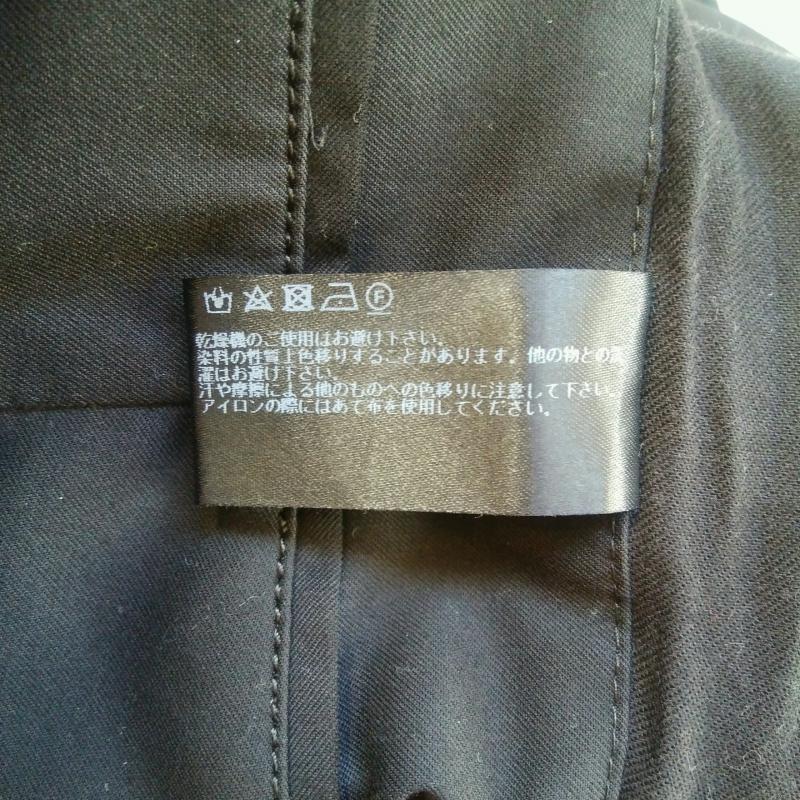 F
乾燥機のご使用はお避け下さい。
染料の性質上色移りすることがあります。他の物との洗
濯はお避け下さい。
汗や摩擦による他のものへの色移りに注意して下さい。
アイロンの際にはあて布を使用してください。